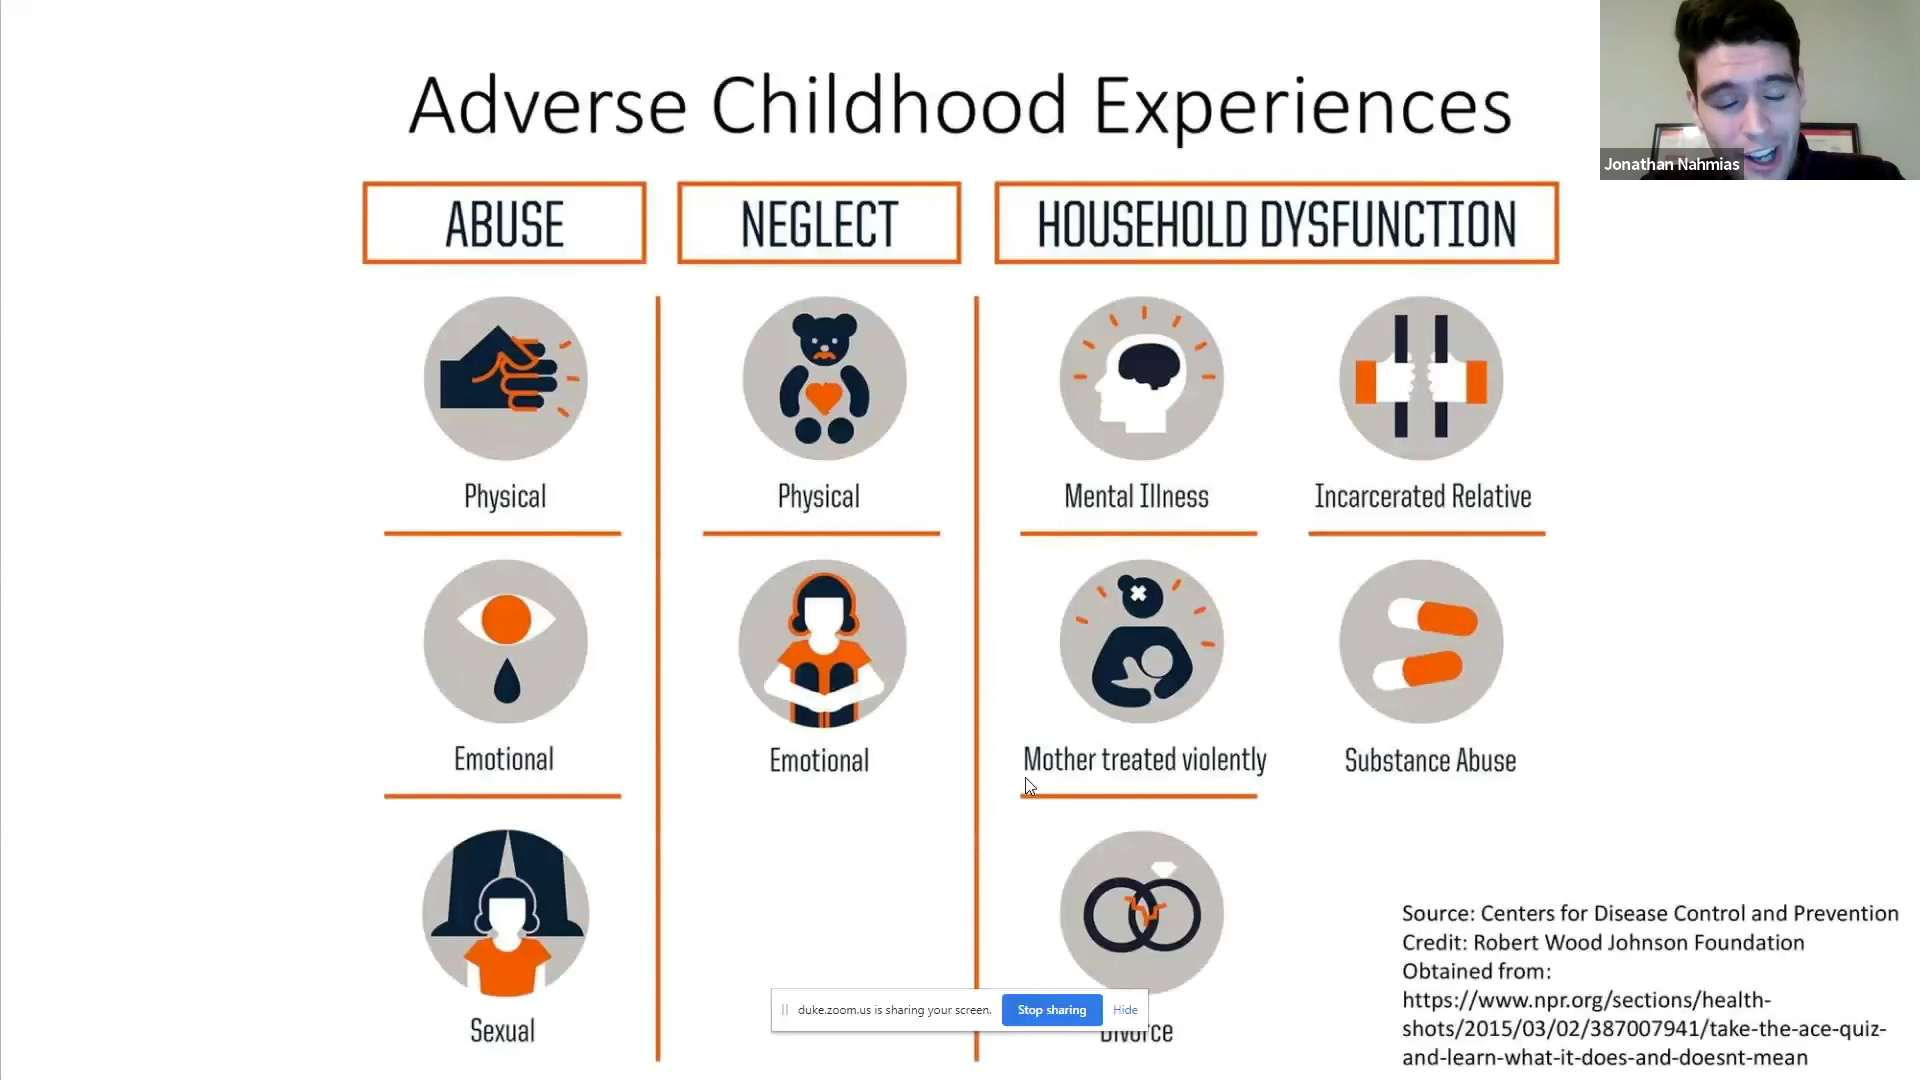 Adverse Childhood Experiences
Jonathan Nahmias
ABUSE
NEGLECT
HOUSEHOLD DYSFUNCTION
Physical
Physical
Mental Illness
Incarcerated Relative
Emotional
Emotional
Mother treated violently
Substance Abuse
Sexual
Divorce
duke.zoom.us is sharing your screen.
Stop sharing
Hide
Source: Centers for Disease Control and Prevention
Credit: Robert Wood Johnson Foundation
Obtained from:
https://www.npr.org/sections/health-
shots/2015/03/02/387007941/take-the-ace-quiz-
and-learn-what-it-does-and-doesnt-mean